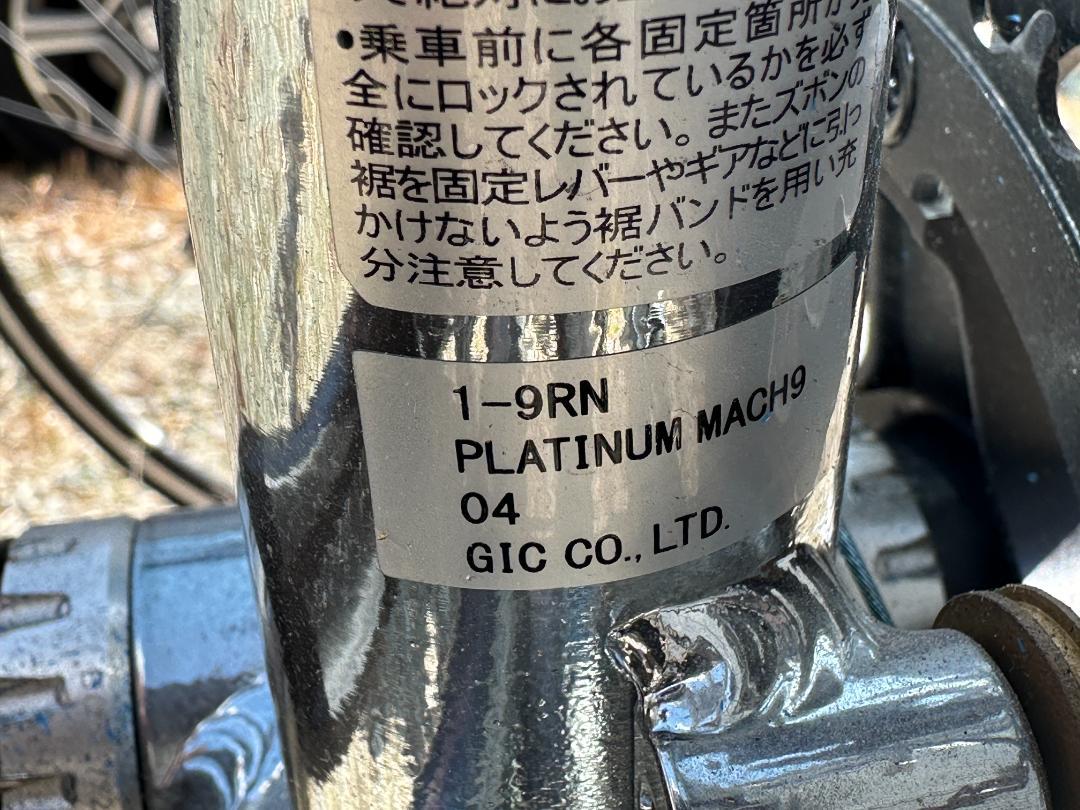 •乗車前に各固定箇所が完
全にロックされているかを必ず
確認してください。またズボンの
裾を固定レバーやギアなどに引っ
かけないよう裾バンドを用い充
分注意してください。
1-9RN
PLATINUM MACH9
04
GIC CO., LTD.